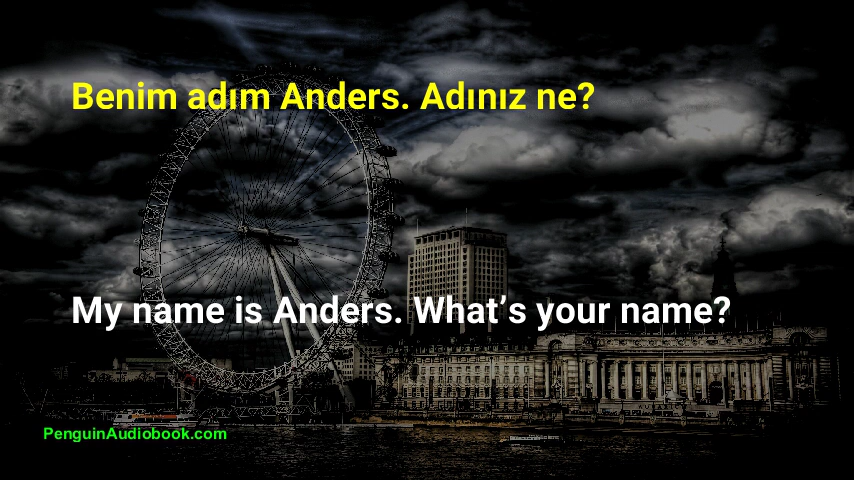 Benim adım Anders. Adınız ne?
My name is Anders. What’s your name?
PenguinAudiobook.com